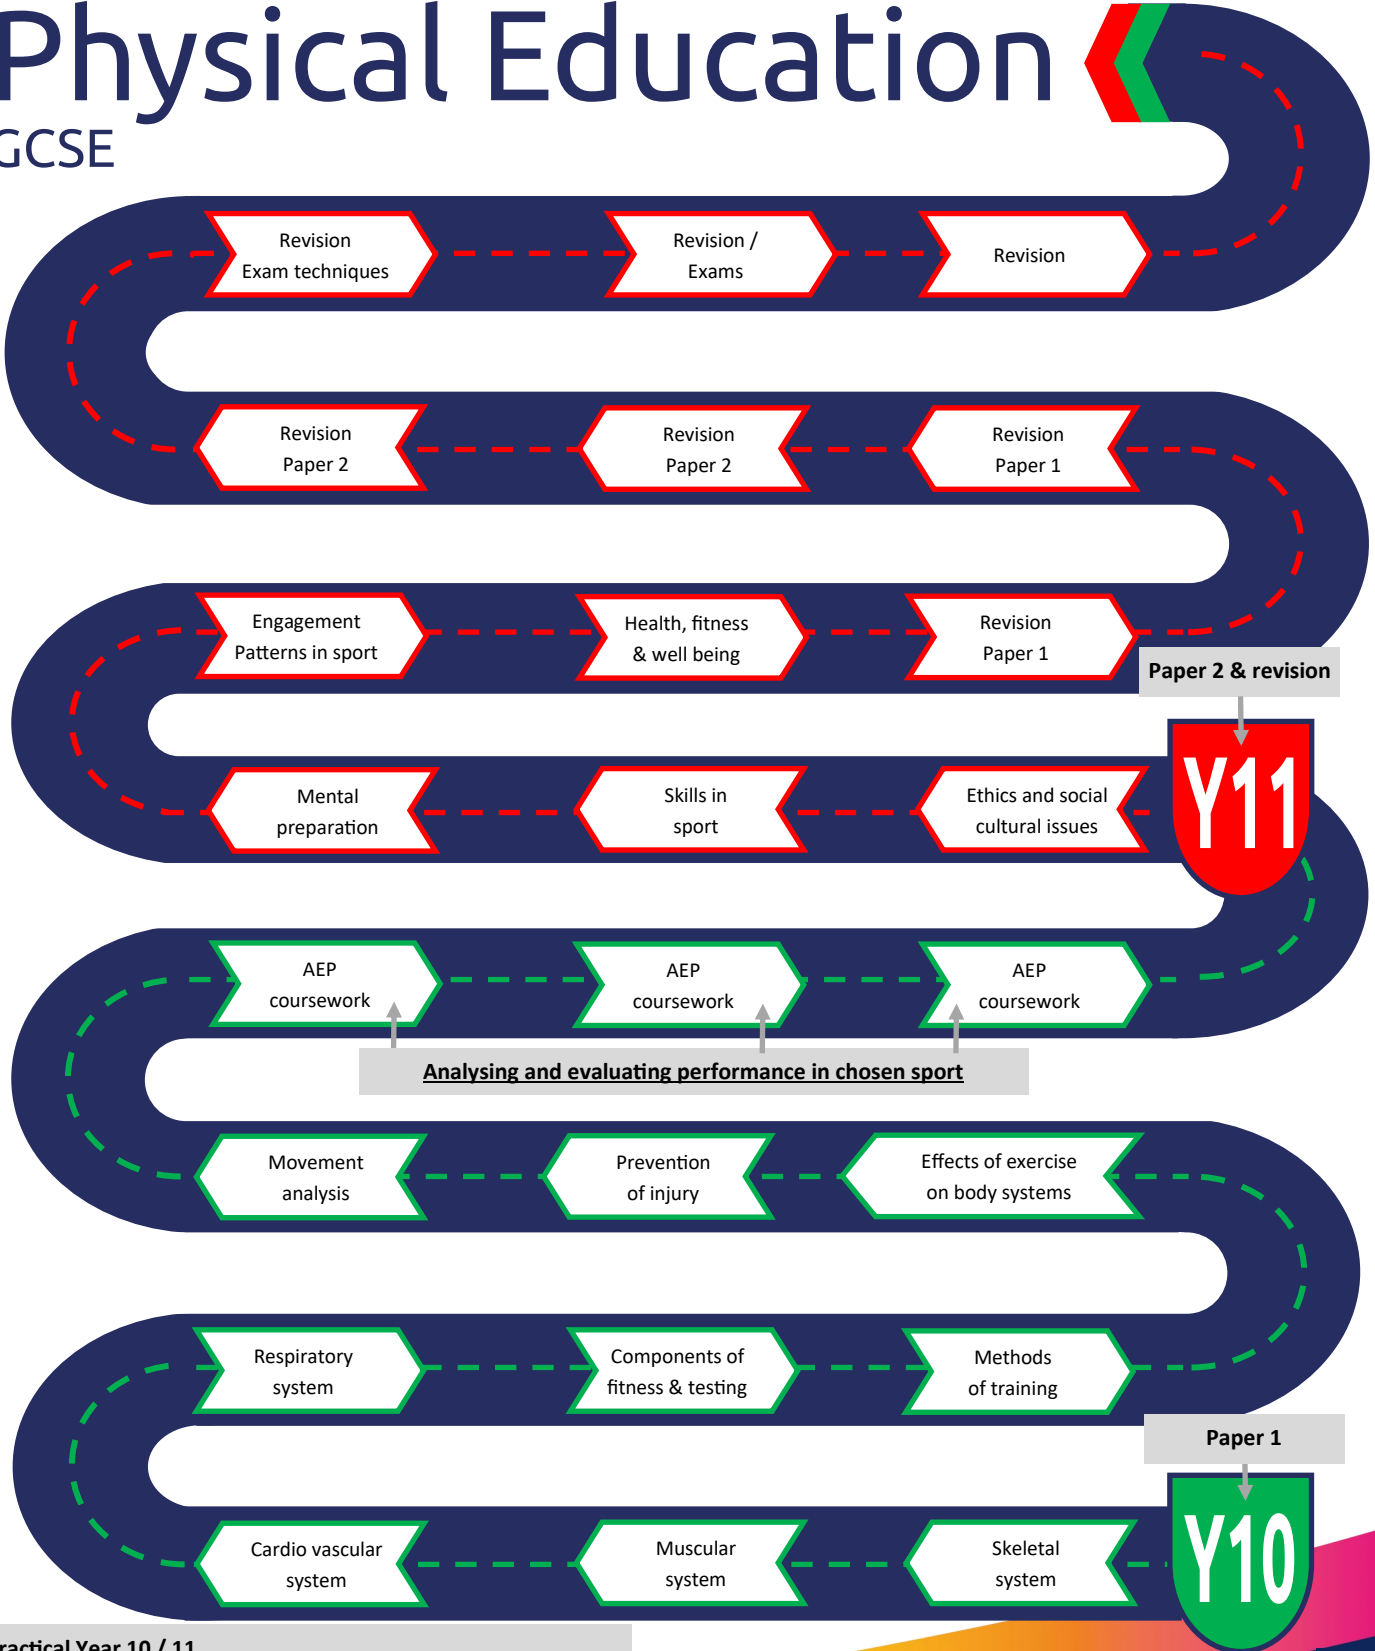 Physical Education
GCSE
Revision
Exam techniques
Revision /
Exams
Revision
Revision
Paper 2
Revision
Paper 2
Revision
Paper 1
Engagement
Patterns in sport
Health, fitness
& well being
Revision
Paper 1
Paper 2 & revision
Y11
Mental
preparation
Skills in
sport
Ethics and social
cultural issues
AEP
coursework
AEP
coursework
AEP
coursework
Analysing and evaluating performance in chosen sport
Movement
analysis
Prevention
of injury
Effects of exercise
on body systems
Respiratory
system
Components of
fitness & testing
Methods
of training
Paper 1
Y10
Cardio vascular
system
Muscular
system
Skeletal
system
Year 10 / 11